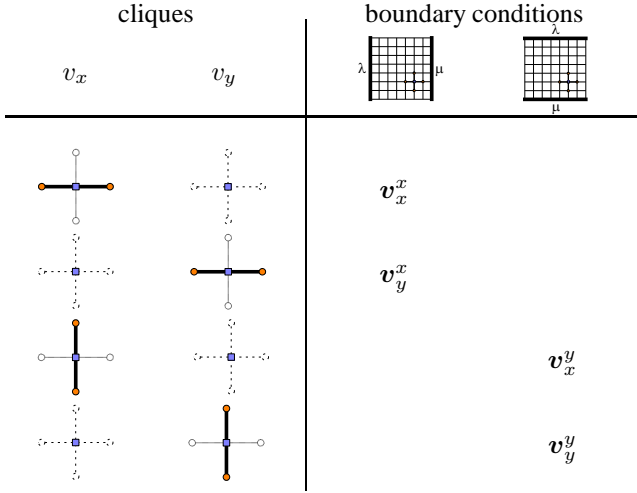 cliques boundary conditions
λ
v_x v_y λ μ
μ
𝒗_x^x
𝒗_y^x
𝒗_x^y
𝒗_y^y